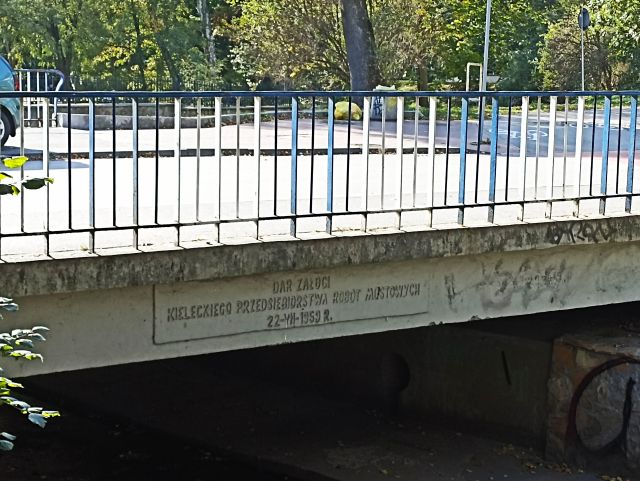 DAR ZAŁOGI
KIELECKIEGO PRZEDSIĘBIORSTWA ROBÓT MOSTOWYCH
22-VII-1959 R.